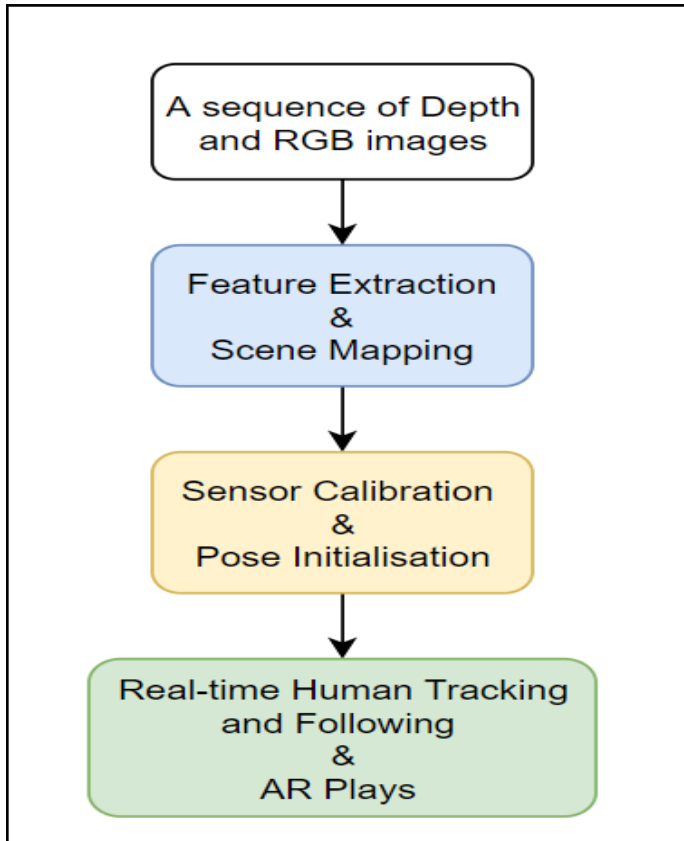 A sequence of Depth
and RGB images
Feature Extraction
&
Scene Mapping
Sensor Calibration
&
Pose Initialisation
Real-time Human Tracking
and Following
&
AR Plays